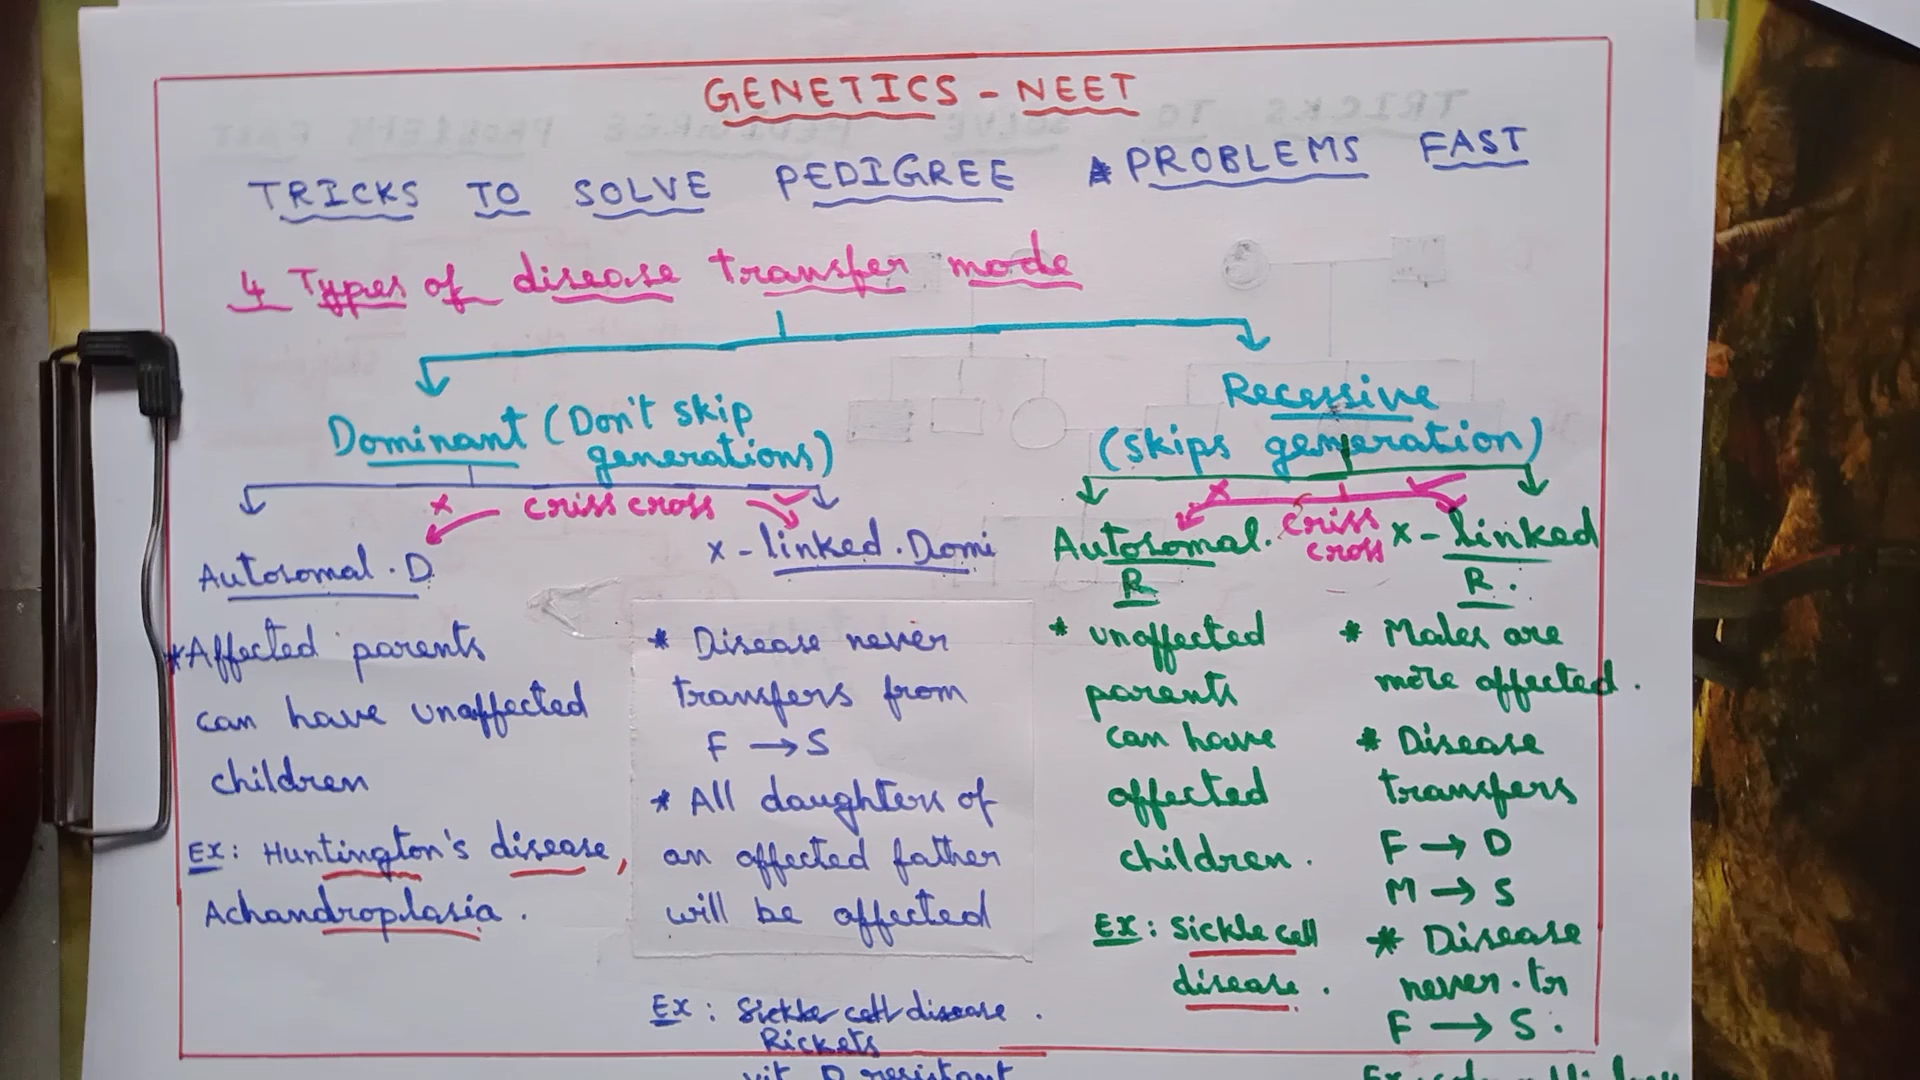 GENETICS - NEET
TRICKS TO SOLVE PEDIGREE PROBLEMS FAST
4 Types of disease transfer mode
Dominant (Don't skip
generations)
Recessive
(skips generation)
x criss cross
Autosomal . D
x - linked . Domi
x criss
cross
Autosomal .
R
x - linked
R .
* Affected parents
can have unaffected
children
Ex : Huntington's disease,
Achandroplasia .
* Disease never
transfers from
F → S
* All daughters of
an affected father
will be affected
Ex : Sickle cell disease .
Rickets
vit D resistant
* unaffected
parents
can have
affected
children .
Ex : Sickle cell
disease .
* Males are
more affected .
* Disease
transfers
F → D
M → S
* Disease
never . tr
F → S .